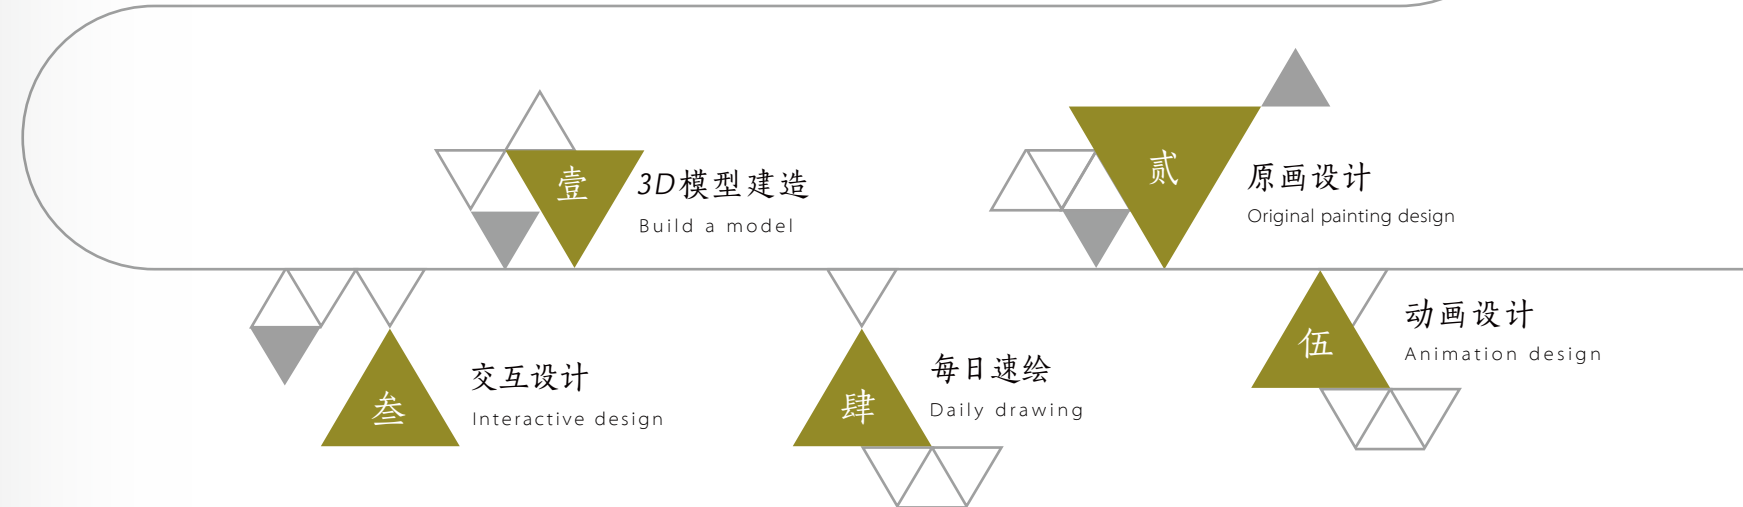 壹
3D模型建造
Build a model
贰
原画设计
Original painting design
叁
交互设计
Interactive design
肆
每日速绘
Daily drawing
伍
动画设计
Animation design